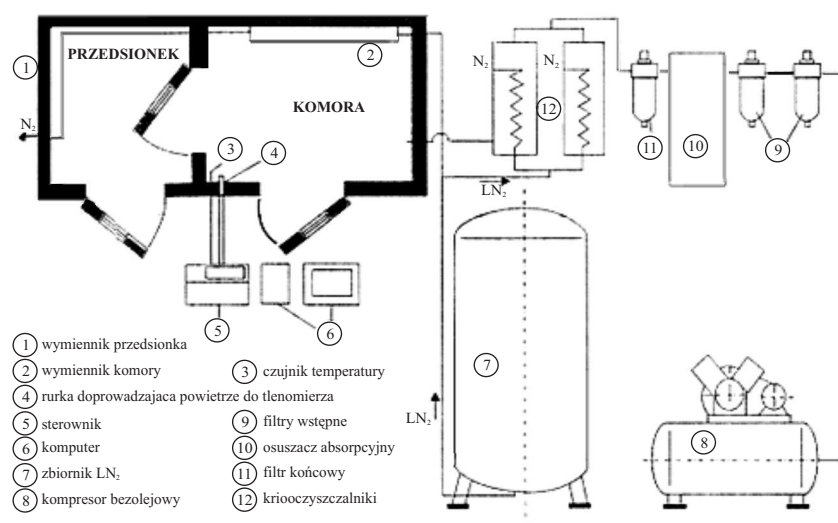 PRZEDSIONEK
KOMORA
1
2
N₂
3
4
5
6
N₂
N₂
12
11
10
9
LN₂
7
LN₂
8
1 wymiennik przedsionka
2 wymiennik komory
3 czujnik temperatury
4 rurka doprowadzajaca powietrze do tlenomierza
5 sterownik
9 filtry wstępne
6 komputer
10 osuszacz absorpcyjny
7 zbiornik LN₂
11 filtr końcowy
8 kompresor bezolejowy
12 kriooczyszczalniki